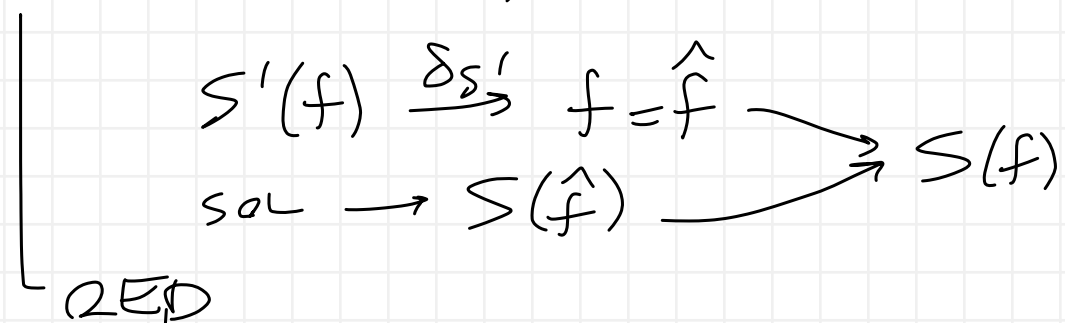 S'(f) →^{δs'} f = f̂ → S(f)
sol → S(f̂) →
QED